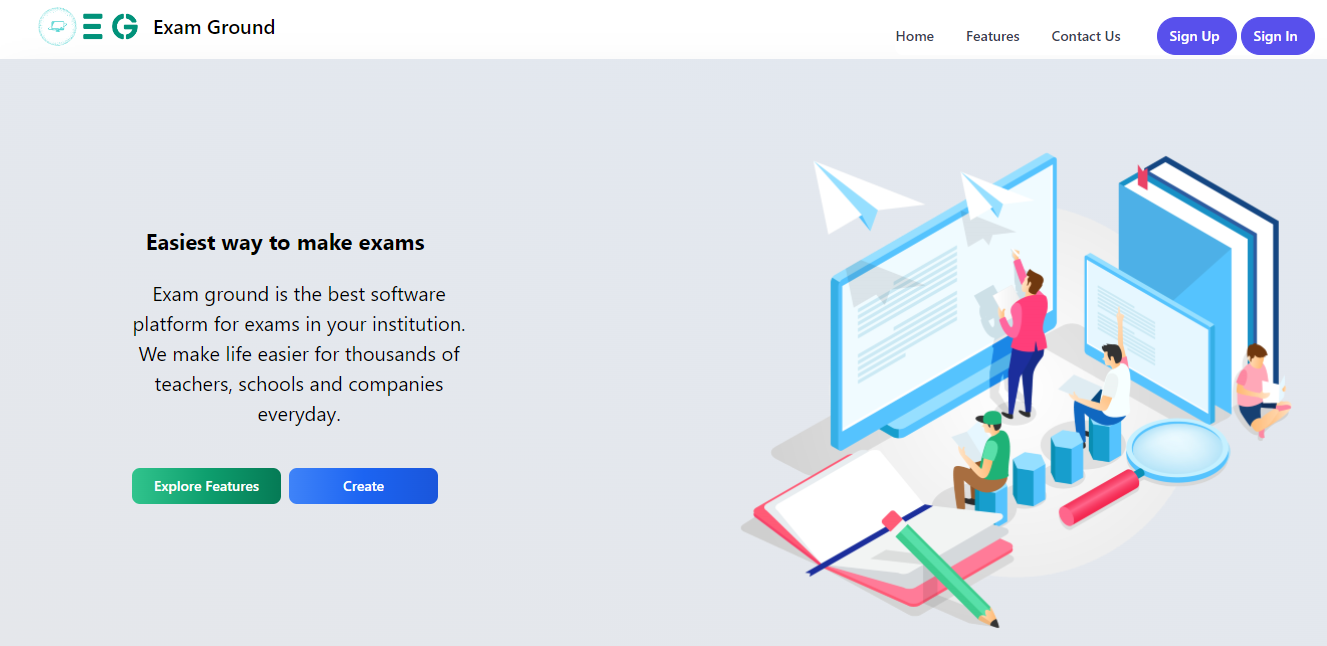 EG Exam Ground
Home Features Contact Us Sign Up Sign In
Easiest way to make exams
Exam ground is the best software
platform for exams in your institution.
We make life easier for thousands of
teachers, schools and companies
everyday.
Explore Features Create